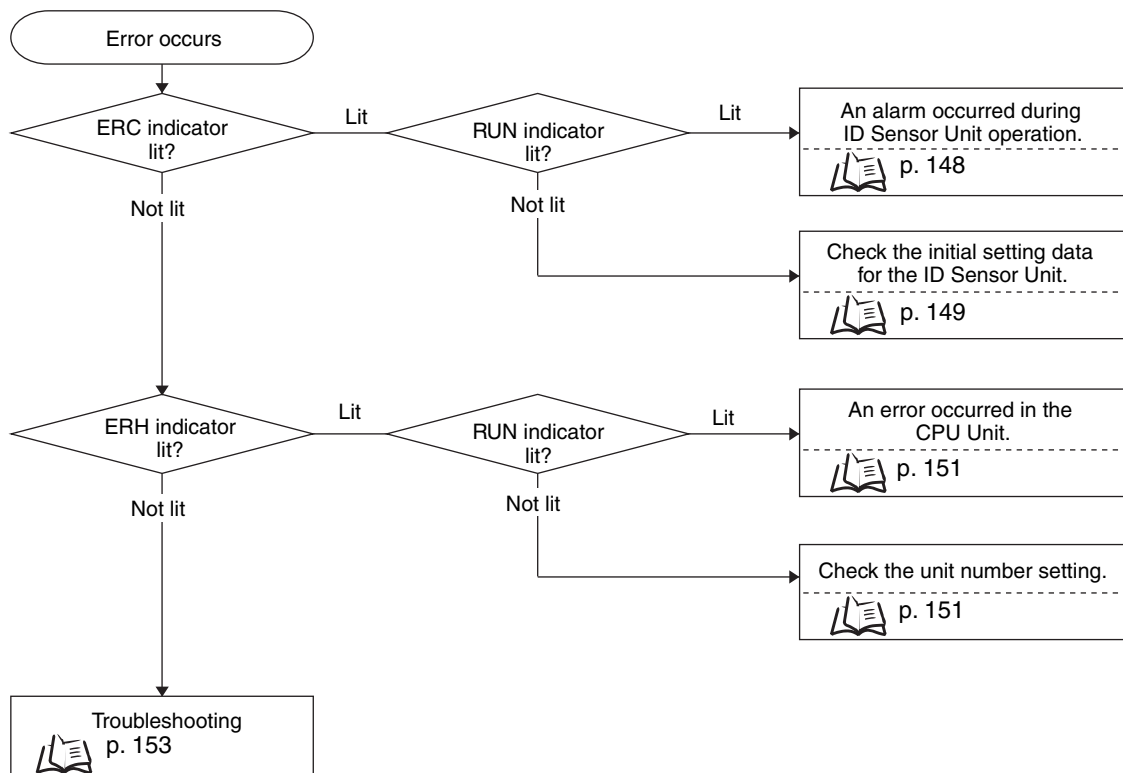 Error occurs
ERC indicator
lit?
Lit
RUN indicator
lit?
Lit
An alarm occurred during
ID Sensor Unit operation.
p. 148
Not lit
Not lit
Check the initial setting data
for the ID Sensor Unit.
p. 149
ERH indicator
lit?
Lit
RUN indicator
lit?
Lit
An error occurred in the
CPU Unit.
p. 151
Not lit
Not lit
Check the unit number setting.
p. 151
Troubleshooting
p. 153